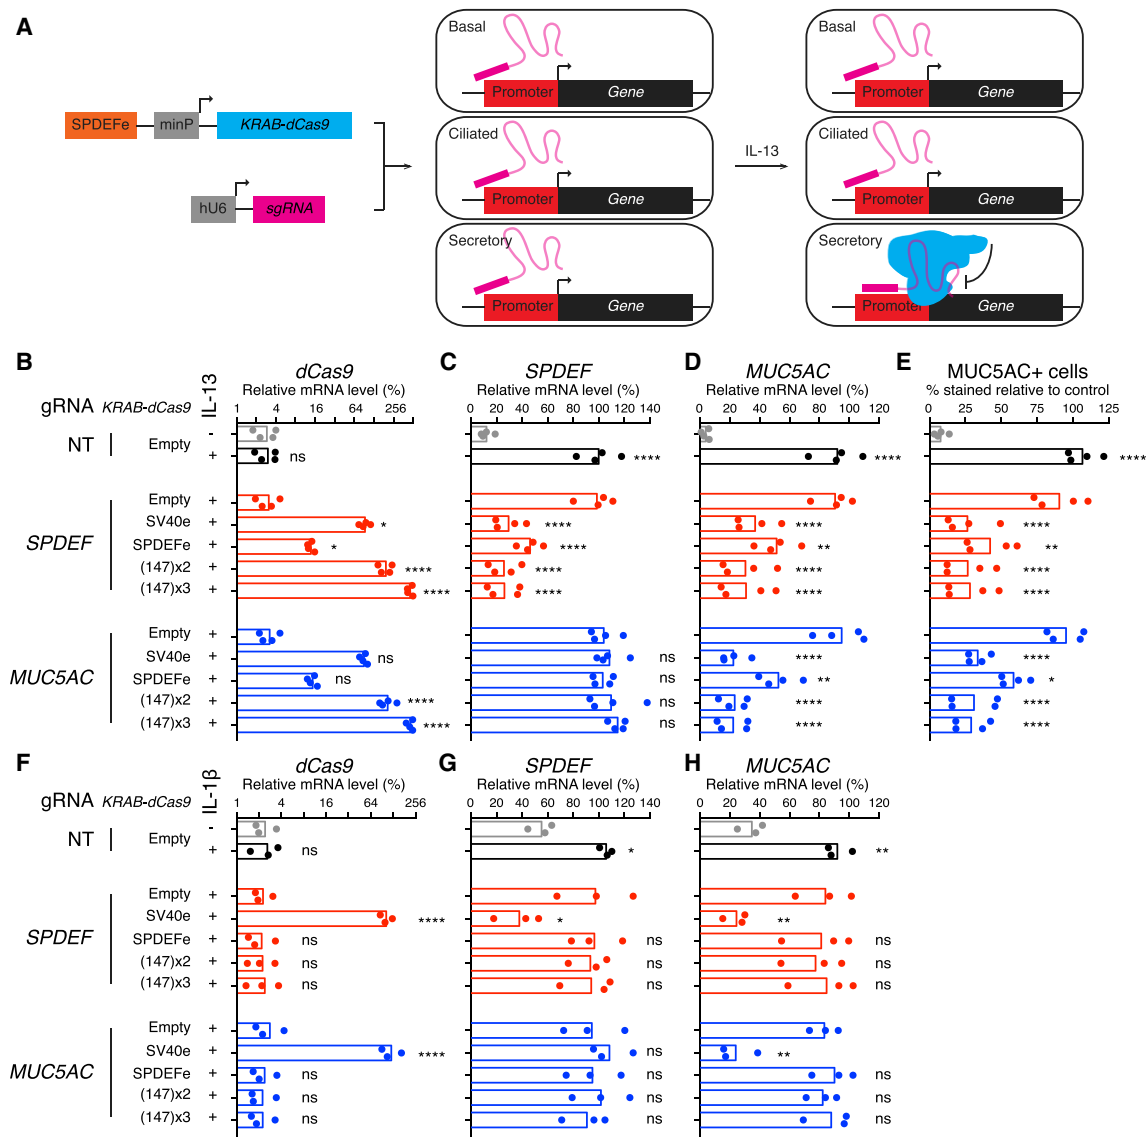 A
SPDEFe minP KRAB-dCas9
hU6 sgRNA
Basal
Promoter Gene
Ciliated
Promoter Gene
Secretory
Promoter Gene
IL-13
Basal
Promoter Gene
Ciliated
Promoter Gene
Secretory
Promoter Gene
B dCas9
Relative mRNA level (%)
1 4 16 64 256
gRNA KRAB-dCas9 IL-13
NT Empty -
+ ns
SPDEF
Empty +
SV40e + *
SPDEFe + *
(147)x2 + ****
(147)x3 + ****
MUC5AC
Empty +
SV40e + ns
SPDEFe + ns
(147)x2 + ****
(147)x3 + ****
C SPDEF
Relative mRNA level (%)
0 20 40 60 80 100 120 140
****
****
****
****
****
ns
ns
ns
ns
D MUC5AC
Relative mRNA level (%)
0 20 40 60 80 100 120
****
****
**
****
****
****
**
****
****
E MUC5AC+ cells
% stained relative to control
0 25 50 75 100 125
****
****
**
****
****
****
*
****
****
F dCas9
Relative mRNA level (%)
1 4 16 64 256
gRNA KRAB-dCas9 IL-1β
NT Empty -
+ ns
SPDEF
Empty +
SV40e + ****
SPDEFe + ns
(147)x2 + ns
(147)x3 + ns
MUC5AC
Empty +
SV40e + ****
SPDEFe + ns
(147)x2 + ns
(147)x3 + ns
G SPDEF
Relative mRNA level (%)
0 20 40 60 80 100 120 140
*
*
ns
ns
ns
ns
ns
ns
ns
H MUC5AC
Relative mRNA level (%)
0 20 40 60 80 100 120
**
**
ns
ns
ns
**
ns
ns
ns